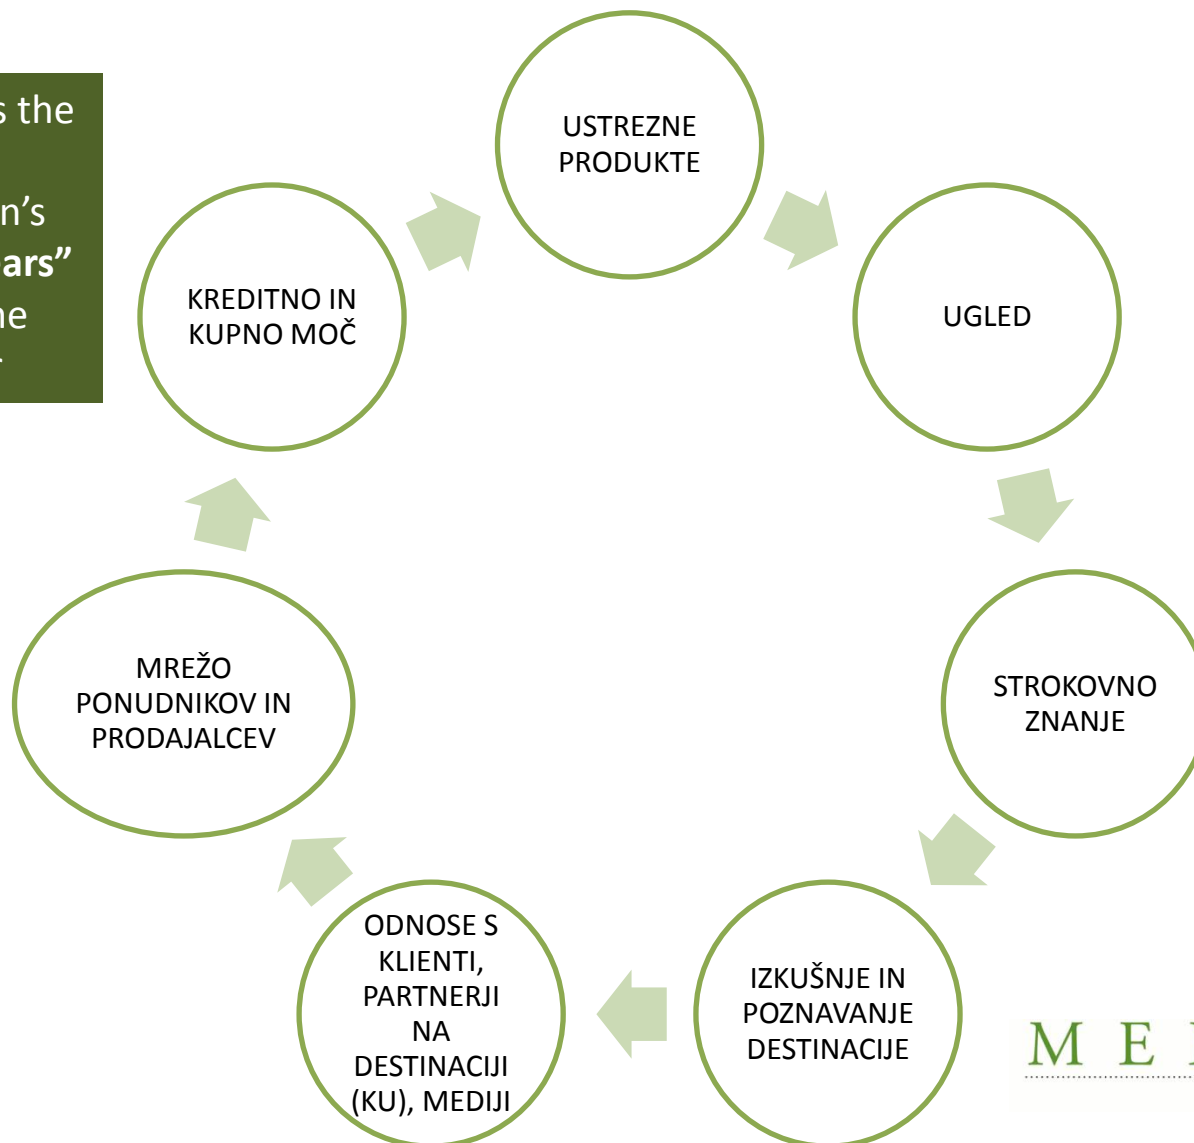 s the
n’s
ars”
ne
USTREZNE
PRODUKTE
UGLED
STROKOVNO
ZNANJE
IZKUŠNJE IN
POZNAVANJE
DESTINACIJE
ODNOSE S
KLIENTI,
PARTNERJI
NA
DESTINACIJI
(KU), MEDIJI
MREŽO
PONUDNIKOV IN
PRODAJALCEV
KREDITNO IN
KUPNO MOČ
M E